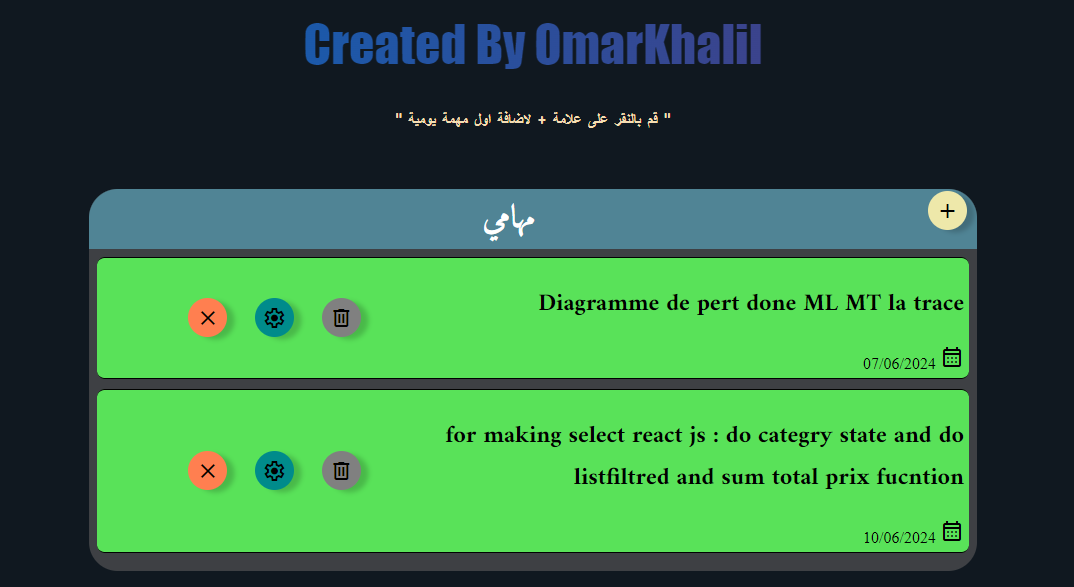 Created By OmarKhalil
" قم بالنقر على علامة + لاضافة اول مهمة يومية "
مهامي
Diagramme de pert done ML MT la trace
07/06/2024
for making select react js : do categry state and do
listfiltred and sum total prix fucntion
10/06/2024